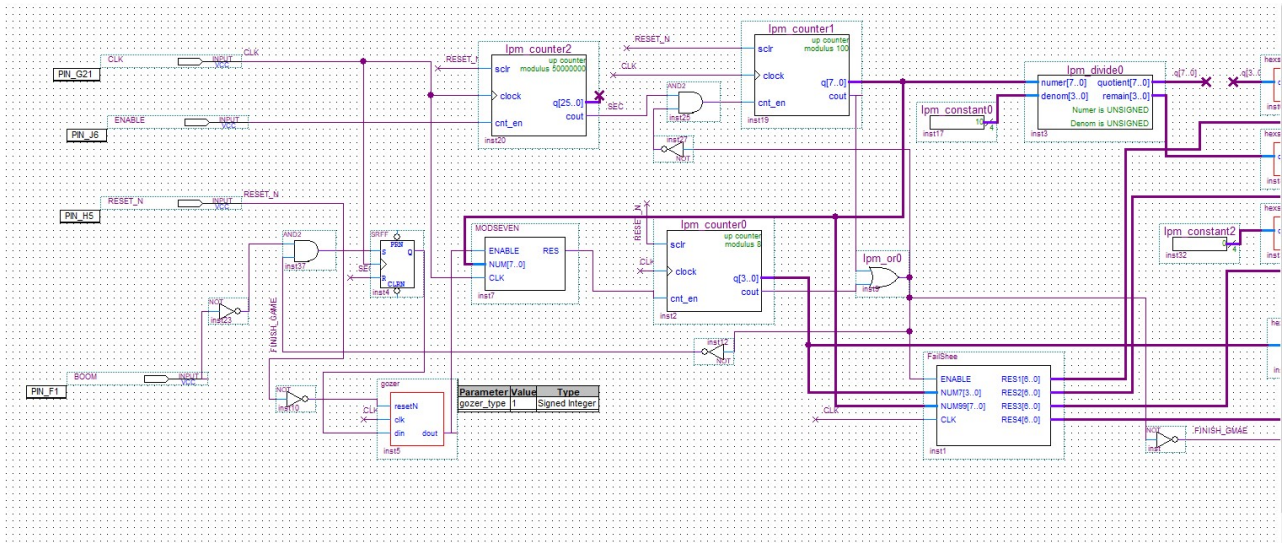 CLK
CLK
INPUT
VCC
PIN_G21
ENABLE
INPUT
VCC
PIN_J6
RESET_N
INPUT
VCC
RESET_N
PIN_H5
BOOM
INPUT
VCC
PIN_F1
lpm_counter2
up counter
modulus 50000000
sclr
clock
q[25..0]
cout
cnt_en
inst20
SEC
AND2
inst25
NOT
inst27
lpm_counter1
RESET_N
CLK
up counter
modulus 100
sclr
clock
q[7..0]
cout
cnt_en
inst19
lpm_constant0
10
4
inst17
lpm_divide0
numer[7..0] quotient[7..0]
denom[3..0] remain[3..0]
Numer is UNSIGNED
Denom is UNSIGNED
inst3
q[7..0]
AND2
inst37
NOT
inst23
SRFF
PRN
S Q
R
CLRN
inst4
FINISH_GAME
MODSEVEN
ENABLE RES
NUM[7..0]
CLK
inst7
RESET_N
CLK
lpm_counter0
up counter
modulus 8
sclr
clock
q[3..0]
cout
cnt_en
inst2
lpm_or0
inst9
inst12
NOT
lpm_constant2
0
4
inst32
NOT
inst10
CLK
gozer
resetN
clk
din dout
inst5
Parameter Value Type
gozer_type 1 Signed Integer
FailShee
ENABLE RES1[6..0]
NUM7[3..0] RES2[6..0]
NUM99[7..0] RES3[6..0]
CLK RES4[6..0]
inst1
CLK
NOT
inst
FINISH_GMAE